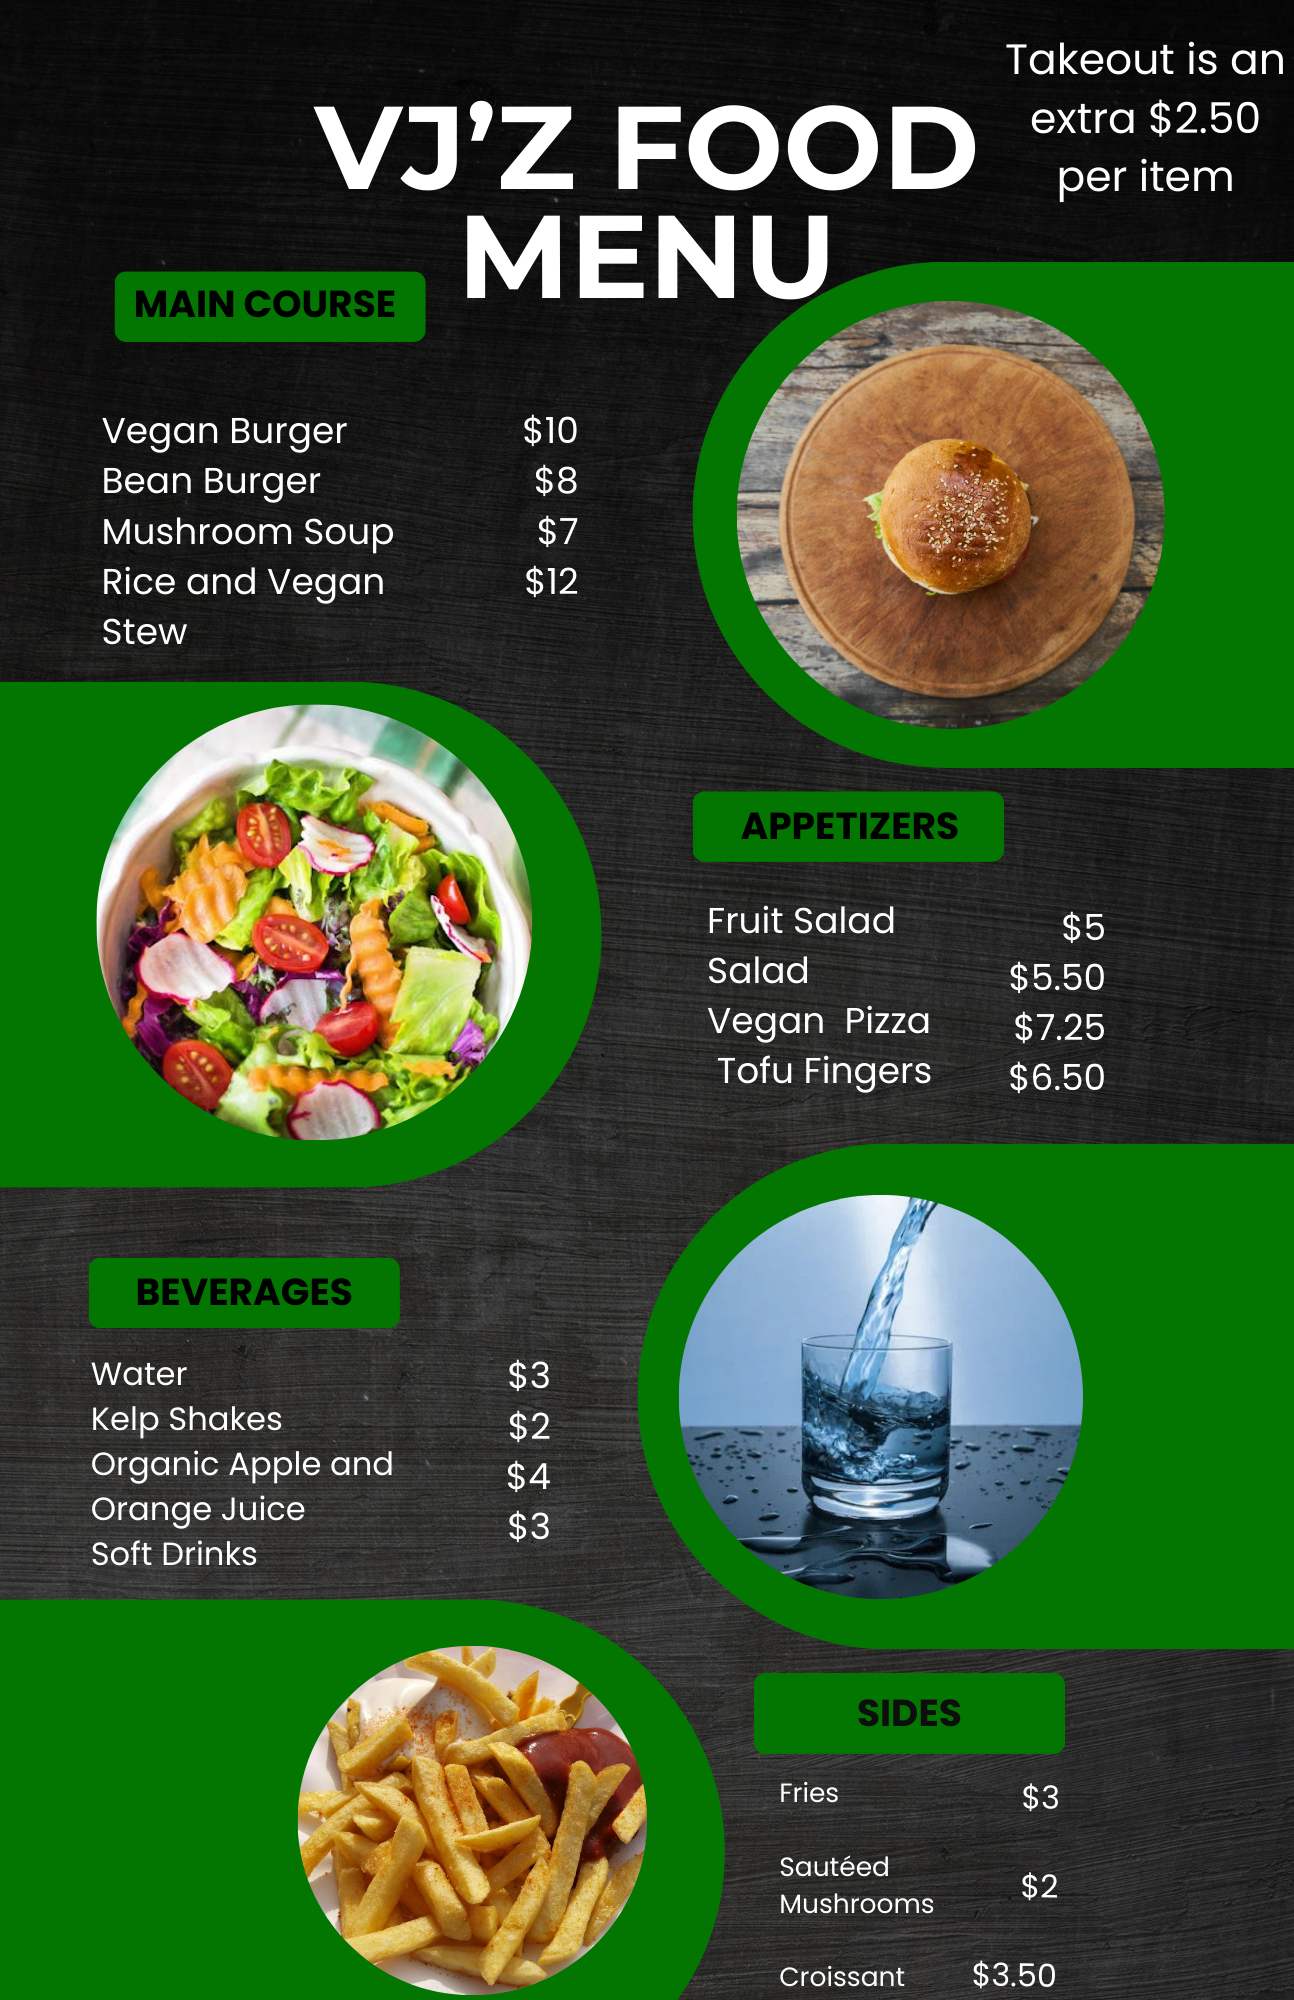 Takeout is an
extra $2.50
per item
VJ’Z FOOD
MENU
MAIN COURSE
Vegan Burger $10
Bean Burger $8
Mushroom Soup $7
Rice and Vegan $12
Stew
APPETIZERS
Fruit Salad $5
Salad $5.50
Vegan  Pizza $7.25
Tofu Fingers $6.50
BEVERAGES
Water $3
Kelp Shakes $2
Organic Apple and $4
Orange Juice $3
Soft Drinks
SIDES
Fries $3
Sautéed
Mushrooms $2
Croissant $3.50